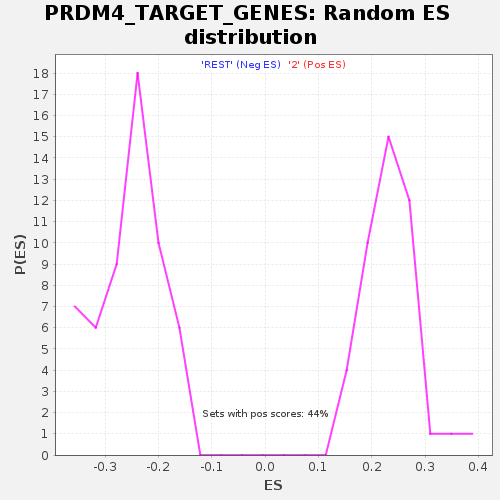 PRDM4_TARGET_GENES: Random ES
distribution
'REST' (Neg ES) '2' (Pos ES)
18
17
16
15
14
13
12
11
10
9
8
7
6
5
4
3
2
1
0
P(ES)
Sets with pos scores: 44%
-0.3 -0.2 -0.1 0.0 0.1 0.2 0.3 0.4
ES